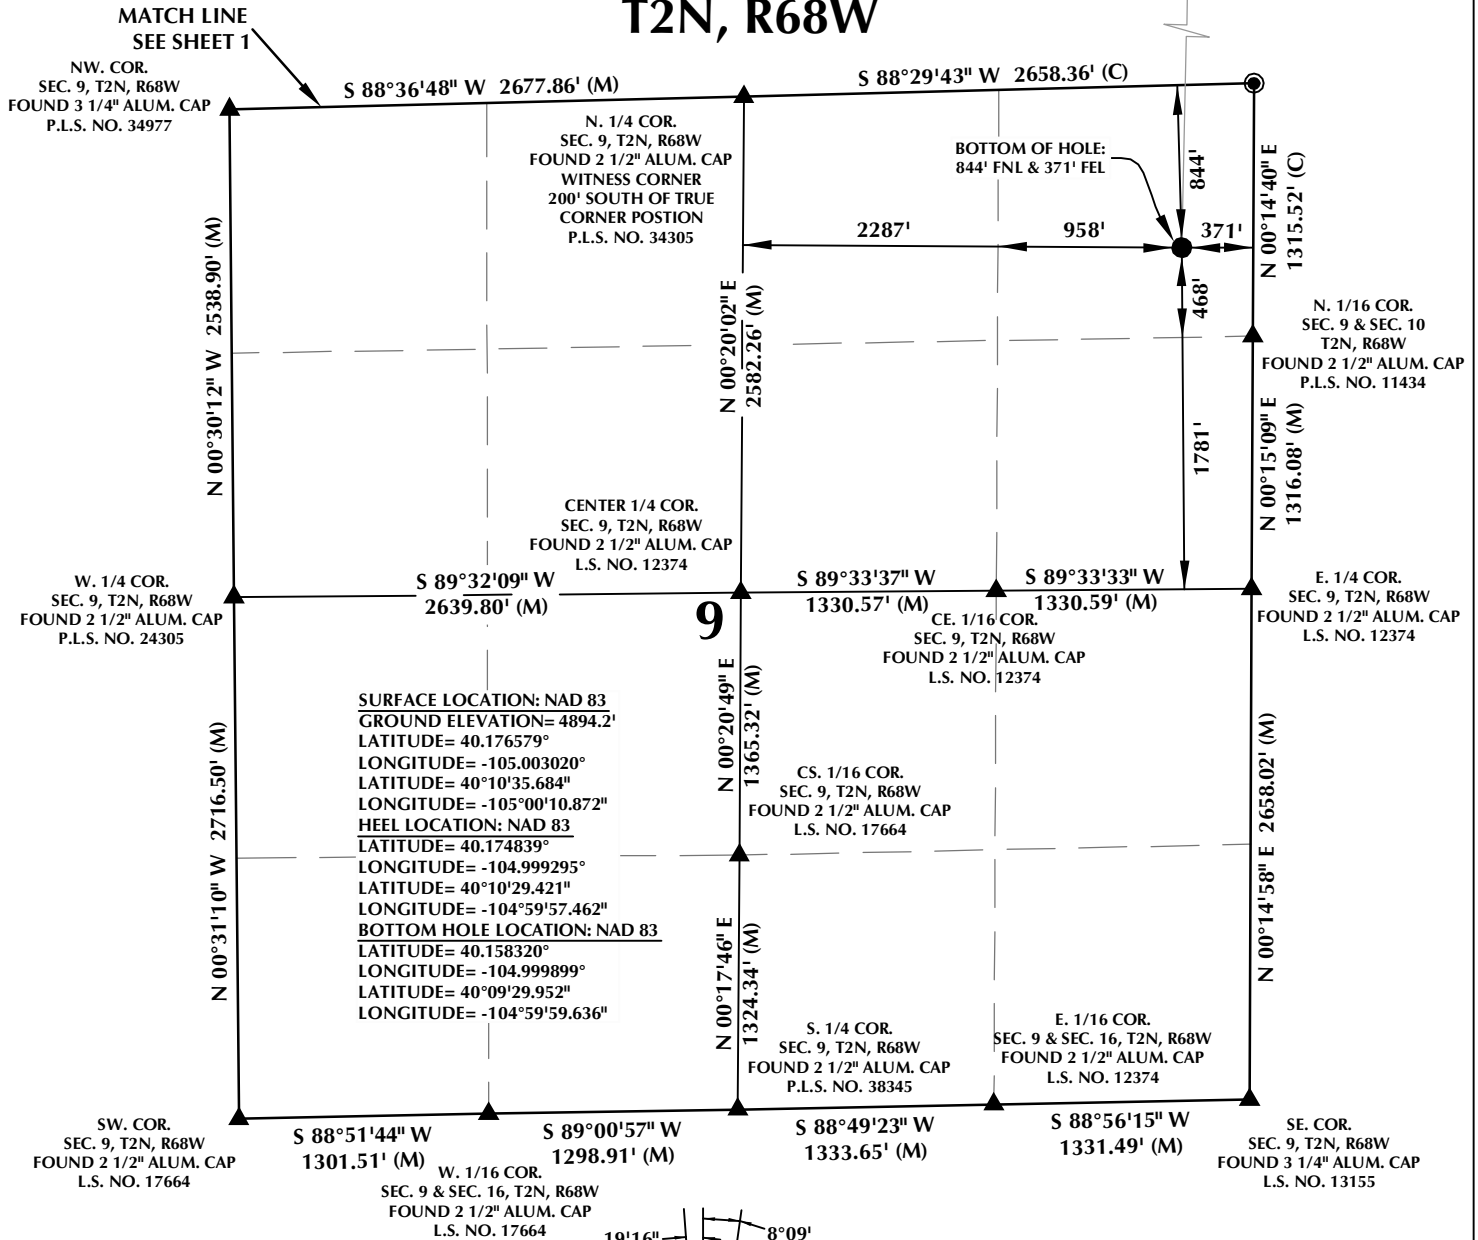 T2N, R68W
MATCH LINE
SEE SHEET 1
NW. COR.
SEC. 9, T2N, R68W
FOUND 3 1/4" ALUM. CAP
P.L.S. NO. 34977
S 88°36'48" W 2677.86' (M)
S 88°29'43" W 2658.36' (C)
N. 1/4 COR.
SEC. 9, T2N, R68W
FOUND 2 1/2" ALUM. CAP
WITNESS CORNER
200' SOUTH OF TRUE
CORNER POSTION
P.L.S. NO. 34305
BOTTOM OF HOLE:
844' FNL & 371' FEL
844'
N 00°14'40" E
1315.52' (C)
2287'
958'
371'
468'
N 00°30'12" W 2538.90' (M)
N 00°20'02" E
2582.26' (M)
N. 1/16 COR.
SEC. 9 & SEC. 10
T2N, R68W
FOUND 2 1/2" ALUM. CAP
P.L.S. NO. 11434
1781'
N 00°15'09" E
1316.08' (M)
CENTER 1/4 COR.
SEC. 9, T2N, R68W
FOUND 2 1/2" ALUM. CAP
L.S. NO. 12374
W. 1/4 COR.
SEC. 9, T2N, R68W
FOUND 2 1/2" ALUM. CAP
P.L.S. NO. 24305
S 89°32'09" W
2639.80' (M)
S 89°33'37" W
1330.57' (M)
S 89°33'33" W
1330.59' (M)
E. 1/4 COR.
SEC. 9, T2N, R68W
FOUND 2 1/2" ALUM. CAP
L.S. NO. 12374
9
CE. 1/16 COR.
SEC. 9, T2N, R68W
FOUND 2 1/2" ALUM. CAP
L.S. NO. 12374
SURFACE LOCATION: NAD 83
GROUND ELEVATION= 4894.2'
LATITUDE= 40.176579°
LONGITUDE= -105.003020°
LATITUDE= 40°10'35.684"
LONGITUDE= -105°00'10.872"
HEEL LOCATION: NAD 83
LATITUDE= 40.174839°
LONGITUDE= -104.999295°
LATITUDE= 40°10'29.421"
LONGITUDE= -104°59'57.462"
BOTTOM HOLE LOCATION: NAD 83
LATITUDE= 40.158320°
LONGITUDE= -104.999899°
LATITUDE= 40°09'29.952"
LONGITUDE= -104°59'59.636"
N 00°31'10" W 2716.50' (M)
N 00°20'49" E
1365.32' (M)
CS. 1/16 COR.
SEC. 9, T2N, R68W
FOUND 2 1/2" ALUM. CAP
L.S. NO. 17664
N 00°14'58" E 2658.02' (M)
N 00°17'46" E
1324.34' (M)
S. 1/4 COR.
SEC. 9, T2N, R68W
FOUND 2 1/2" ALUM. CAP
P.L.S. NO. 38345
E. 1/16 COR.
SEC. 9 & SEC. 16, T2N, R68W
FOUND 2 1/2" ALUM. CAP
L.S. NO. 12374
SW. COR.
SEC. 9, T2N, R68W
FOUND 2 1/2" ALUM. CAP
L.S. NO. 17664
S 88°51'44" W
1301.51' (M)
S 89°00'57" W
1298.91' (M)
S 88°49'23" W
1333.65' (M)
S 88°56'15" W
1331.49' (M)
SE. COR.
SEC. 9, T2N, R68W
FOUND 3 1/4" ALUM. CAP
L.S. NO. 13155
W. 1/16 COR.
SEC. 9 & SEC. 16, T2N, R68W
FOUND 2 1/2" ALUM. CAP
L.S. NO. 17664
19'16"
8°09'